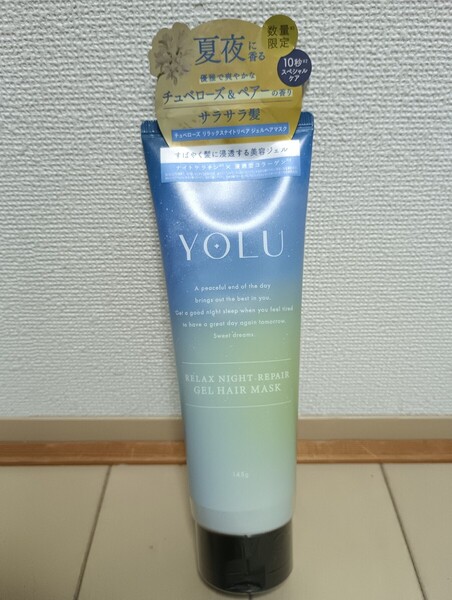 夏夜に香る
数量限定
10秒で
スペシャル
ケア
優雅で爽やかな
チュベローズ&ペアーの香り
サラサラ髪
チュベローズ リラックスナイトリペア ジェルヘアマスク
すばやく髪に浸透する美容ジェル
YOLU
A peaceful end of the day
brings out the best in you.
Get a good night sleep when you feel tired
to have a great day again tomorrow.
Sweet dreams.
RELAX NIGHT REPAIR
GEL HAIR MASK
145g